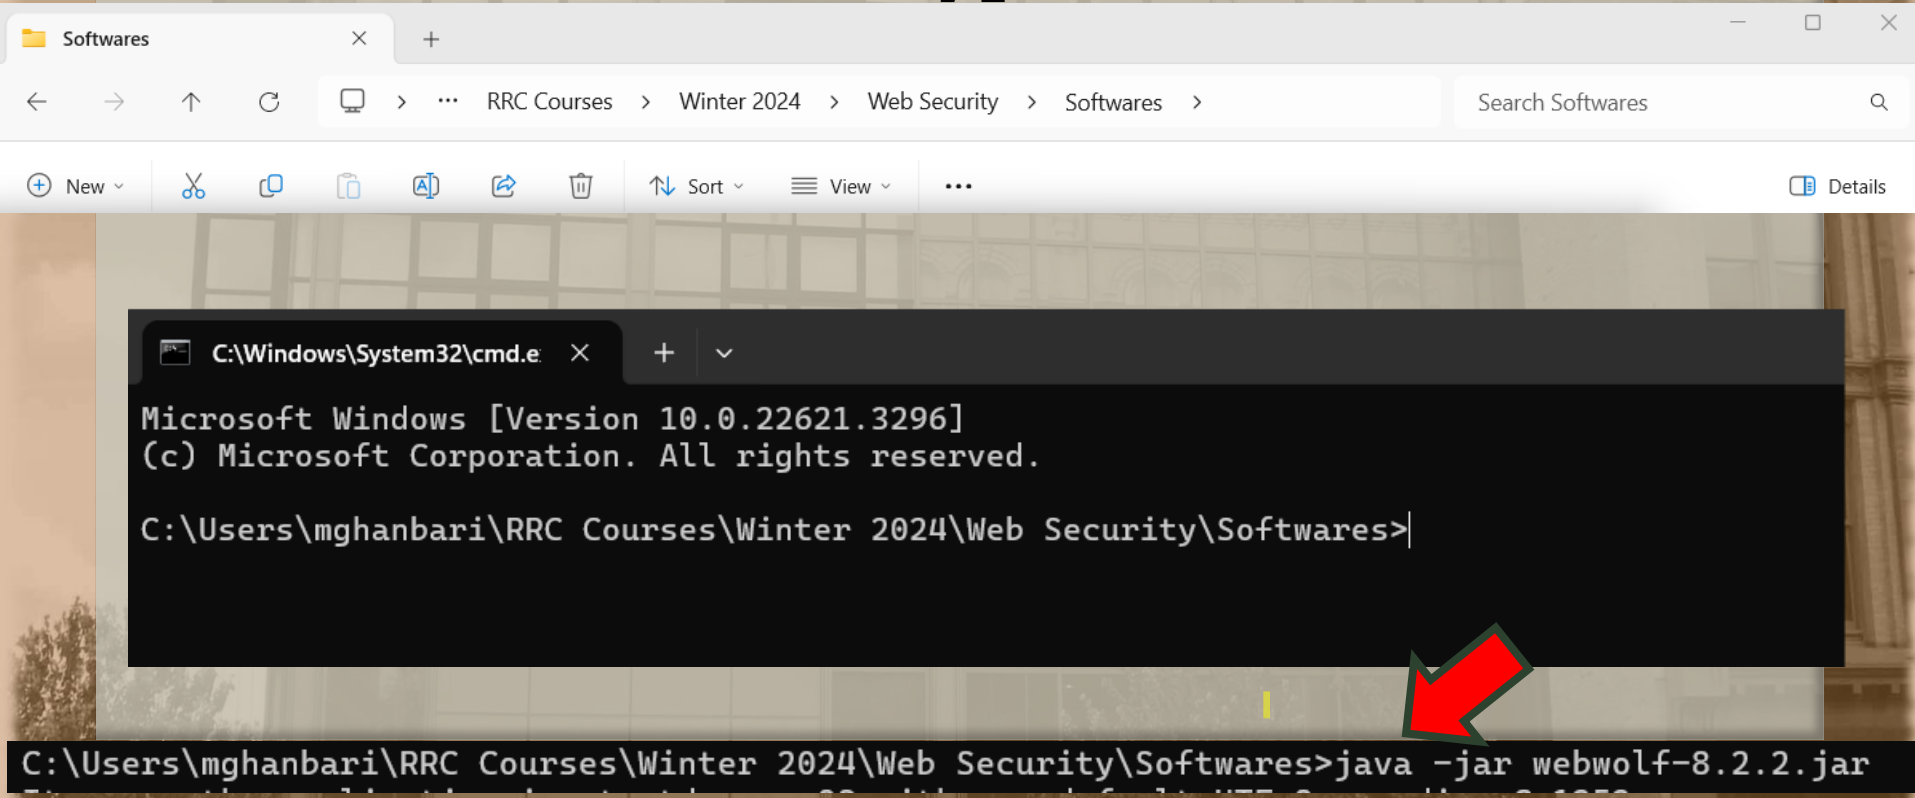 Softwares
RRC Courses > Winter 2024 > Web Security > Softwares >
Search Softwares
New
Sort
View
Details
C:\Windows\System32\cmd.e
Microsoft Windows [Version 10.0.22621.3296]
(c) Microsoft Corporation. All rights reserved.
C:\Users\mghanbari\RRC Courses\Winter 2024\Web Security\Softwares>
C:\Users\mghanbari\RRC Courses\Winter 2024\Web Security\Softwares>java -jar webwolf-8.2.2.jar